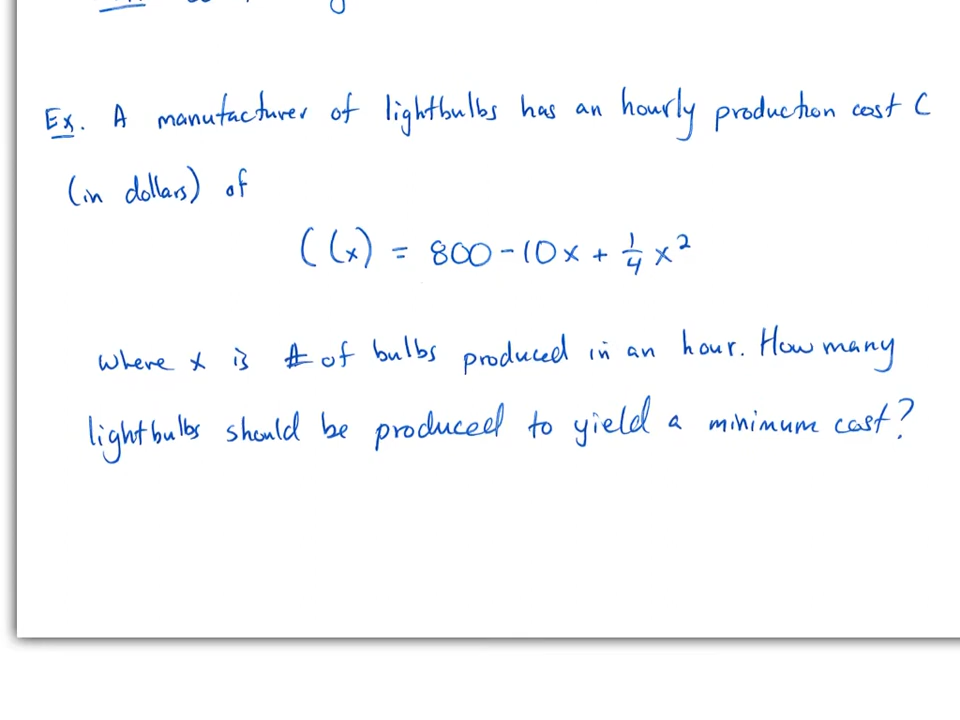 Ex. A manufacturer of lightbulbs has an hourly production cost C
(in dollars) of
C(x) = 800 - 10x + 1/4 x²
where x is # of bulbs produced in an hour. How many
lightbulbs should be produced to yield a minimum cost?